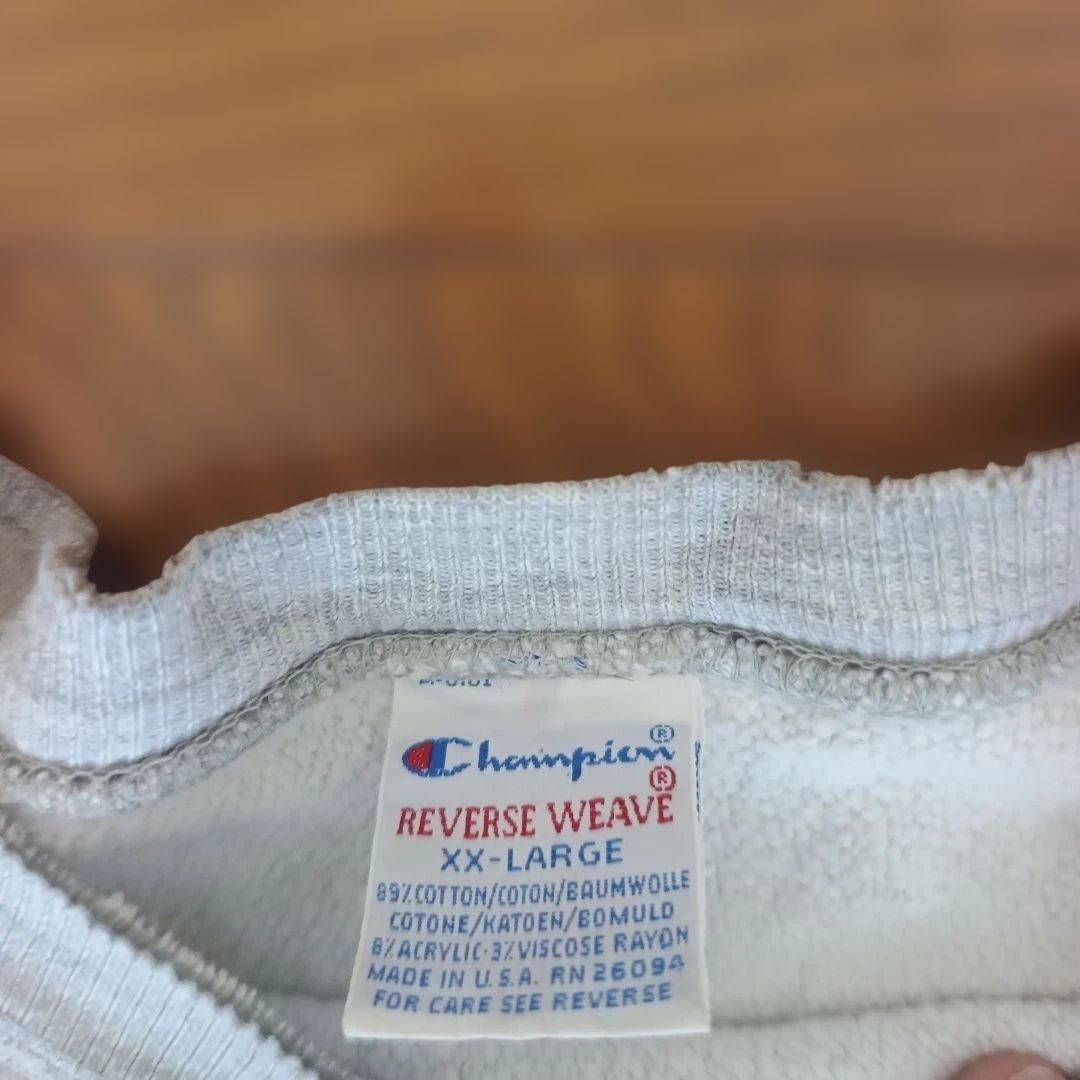 Champion®
REVERSE WEAVE®
XX-LARGE
89% COTTON/COTON/BAUMWOLLE
COTONE/KATOEN/BOMULD
8% ACRYLIC·3% VISCOSE RAYON
MADE IN U.S.A. RN 26094
FOR CARE SEE REVERSE